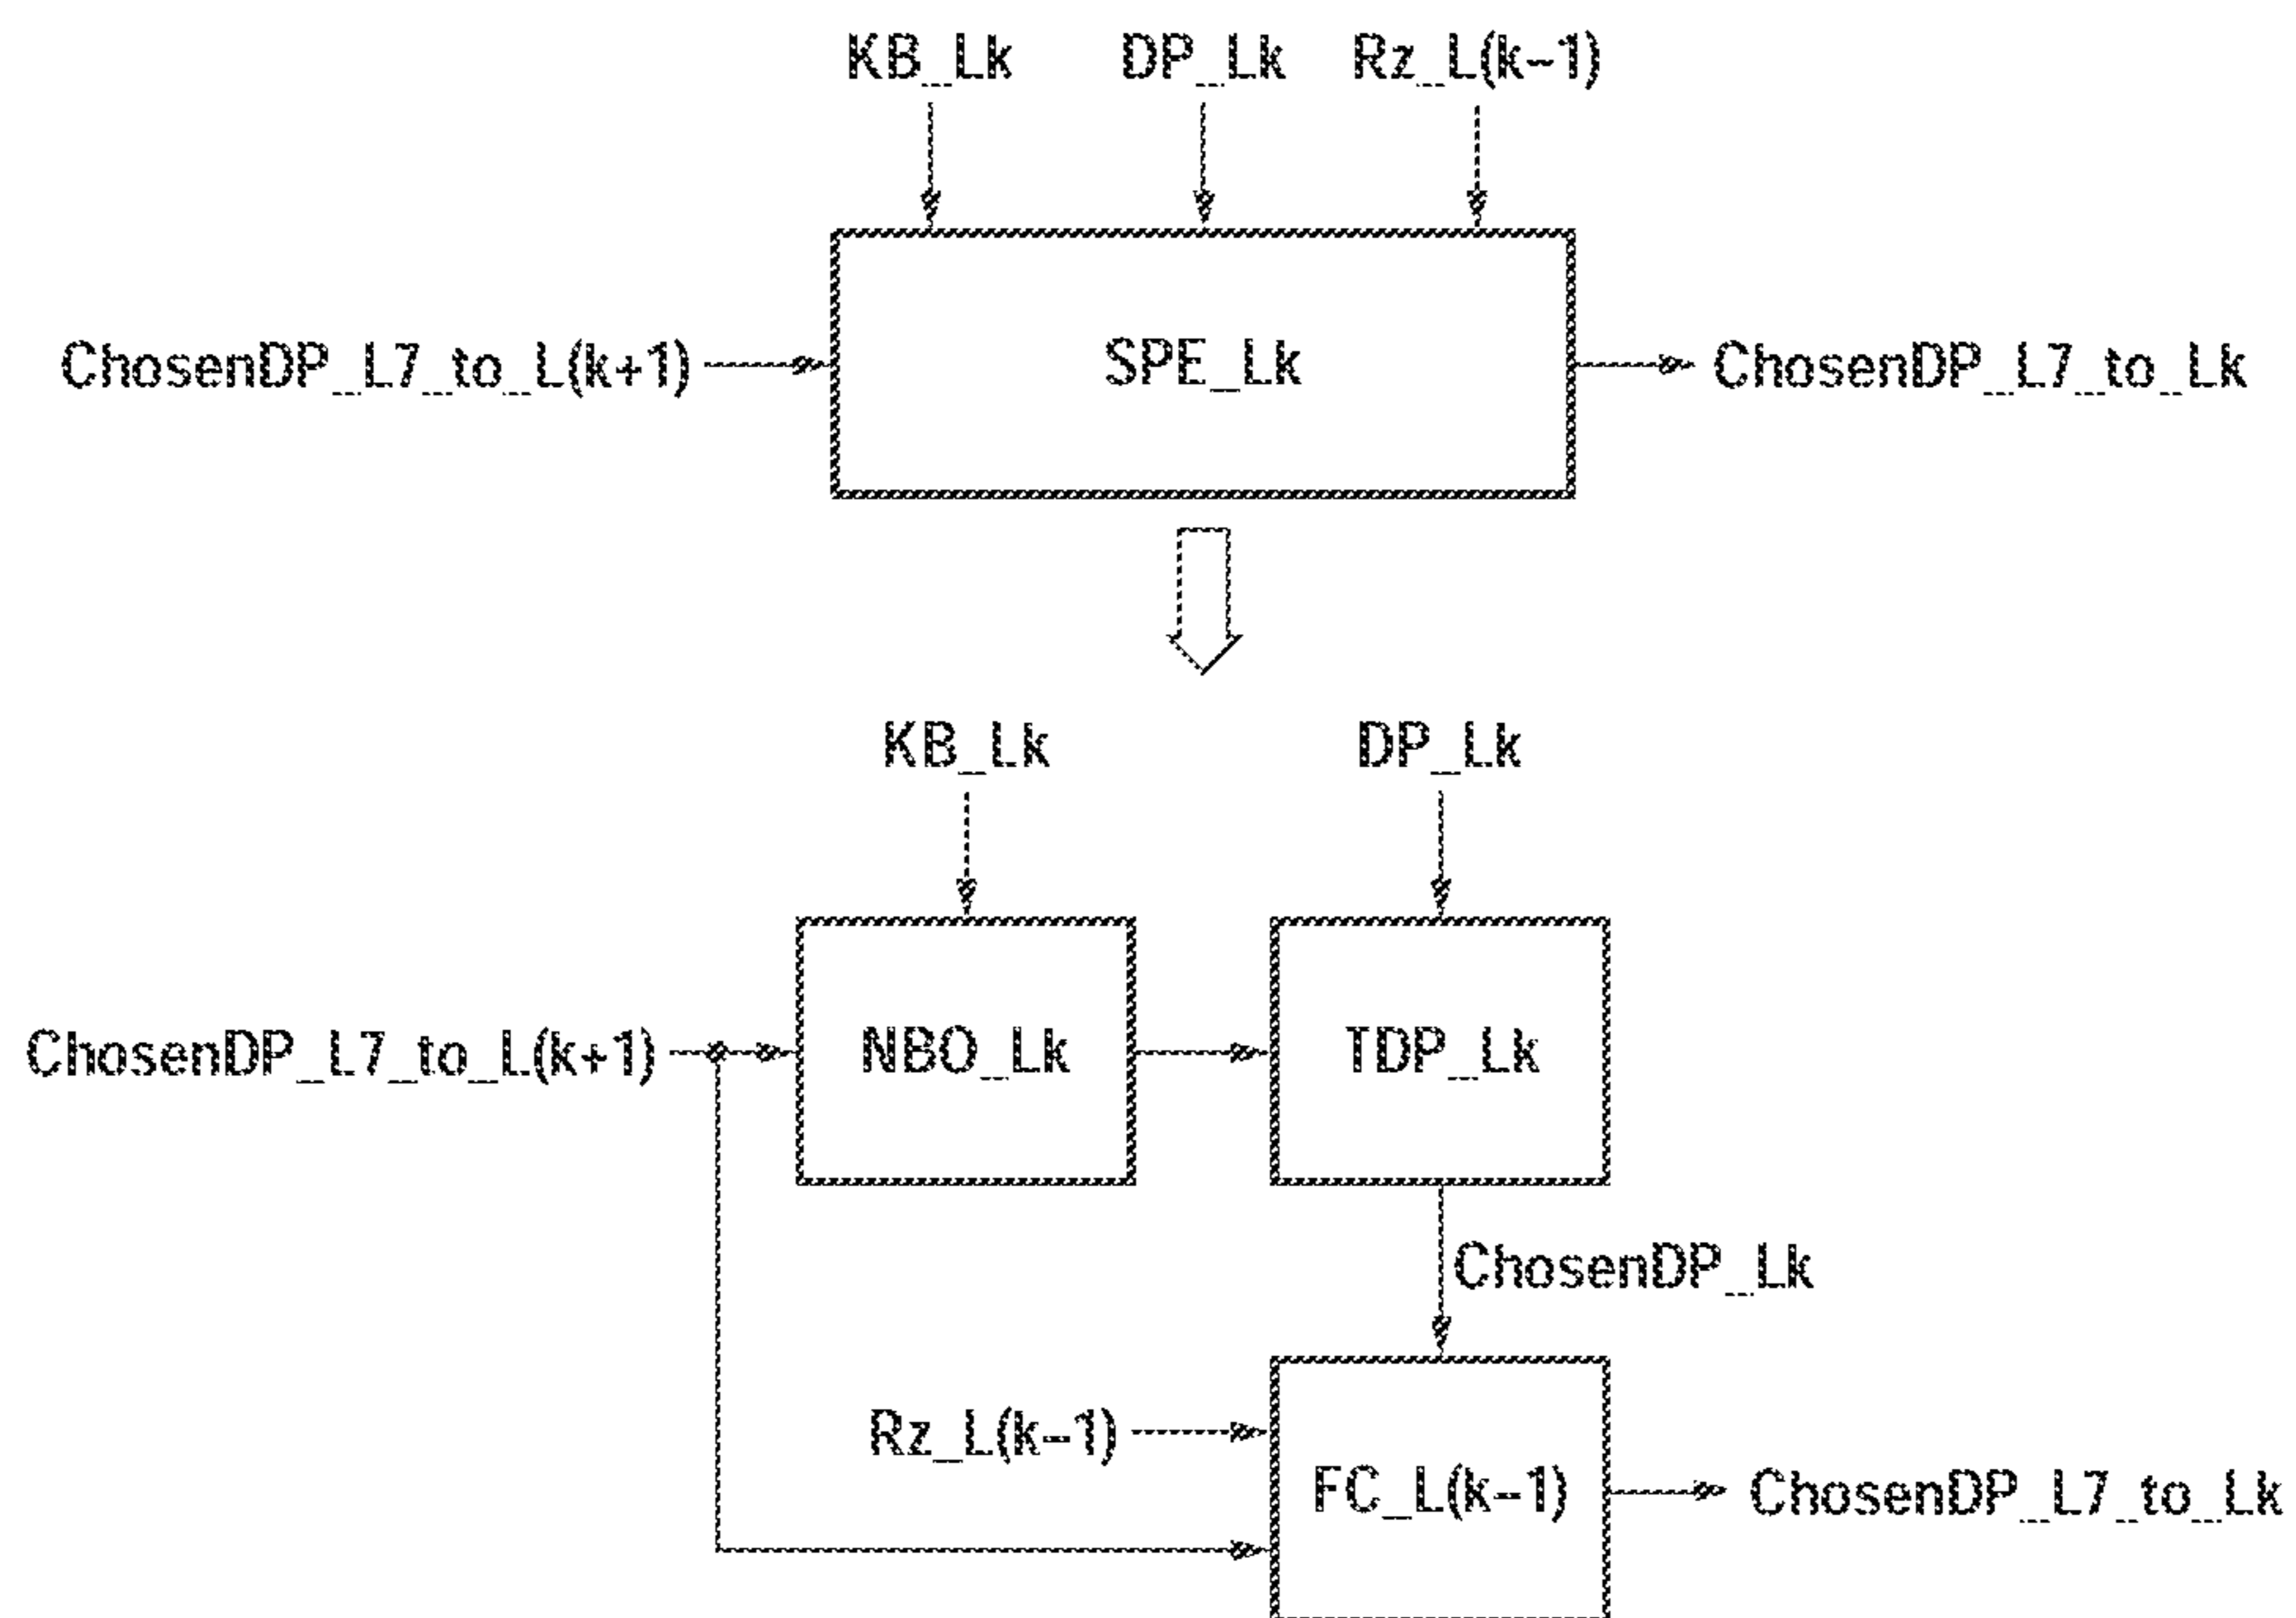 KB_Lk DP_Lk Rz_L(k-1)
ChosenDP_L7_to_L(k+1) SPE_Lk ChosenDP_L7_to_Lk
KB_Lk DP_Lk
ChosenDP_L7_to_L(k+1) NBO_Lk TDP_Lk
ChosenDP_Lk
Rz_L(k-1)
FC_L(k-1) ChosenDP_L7_to_Lk